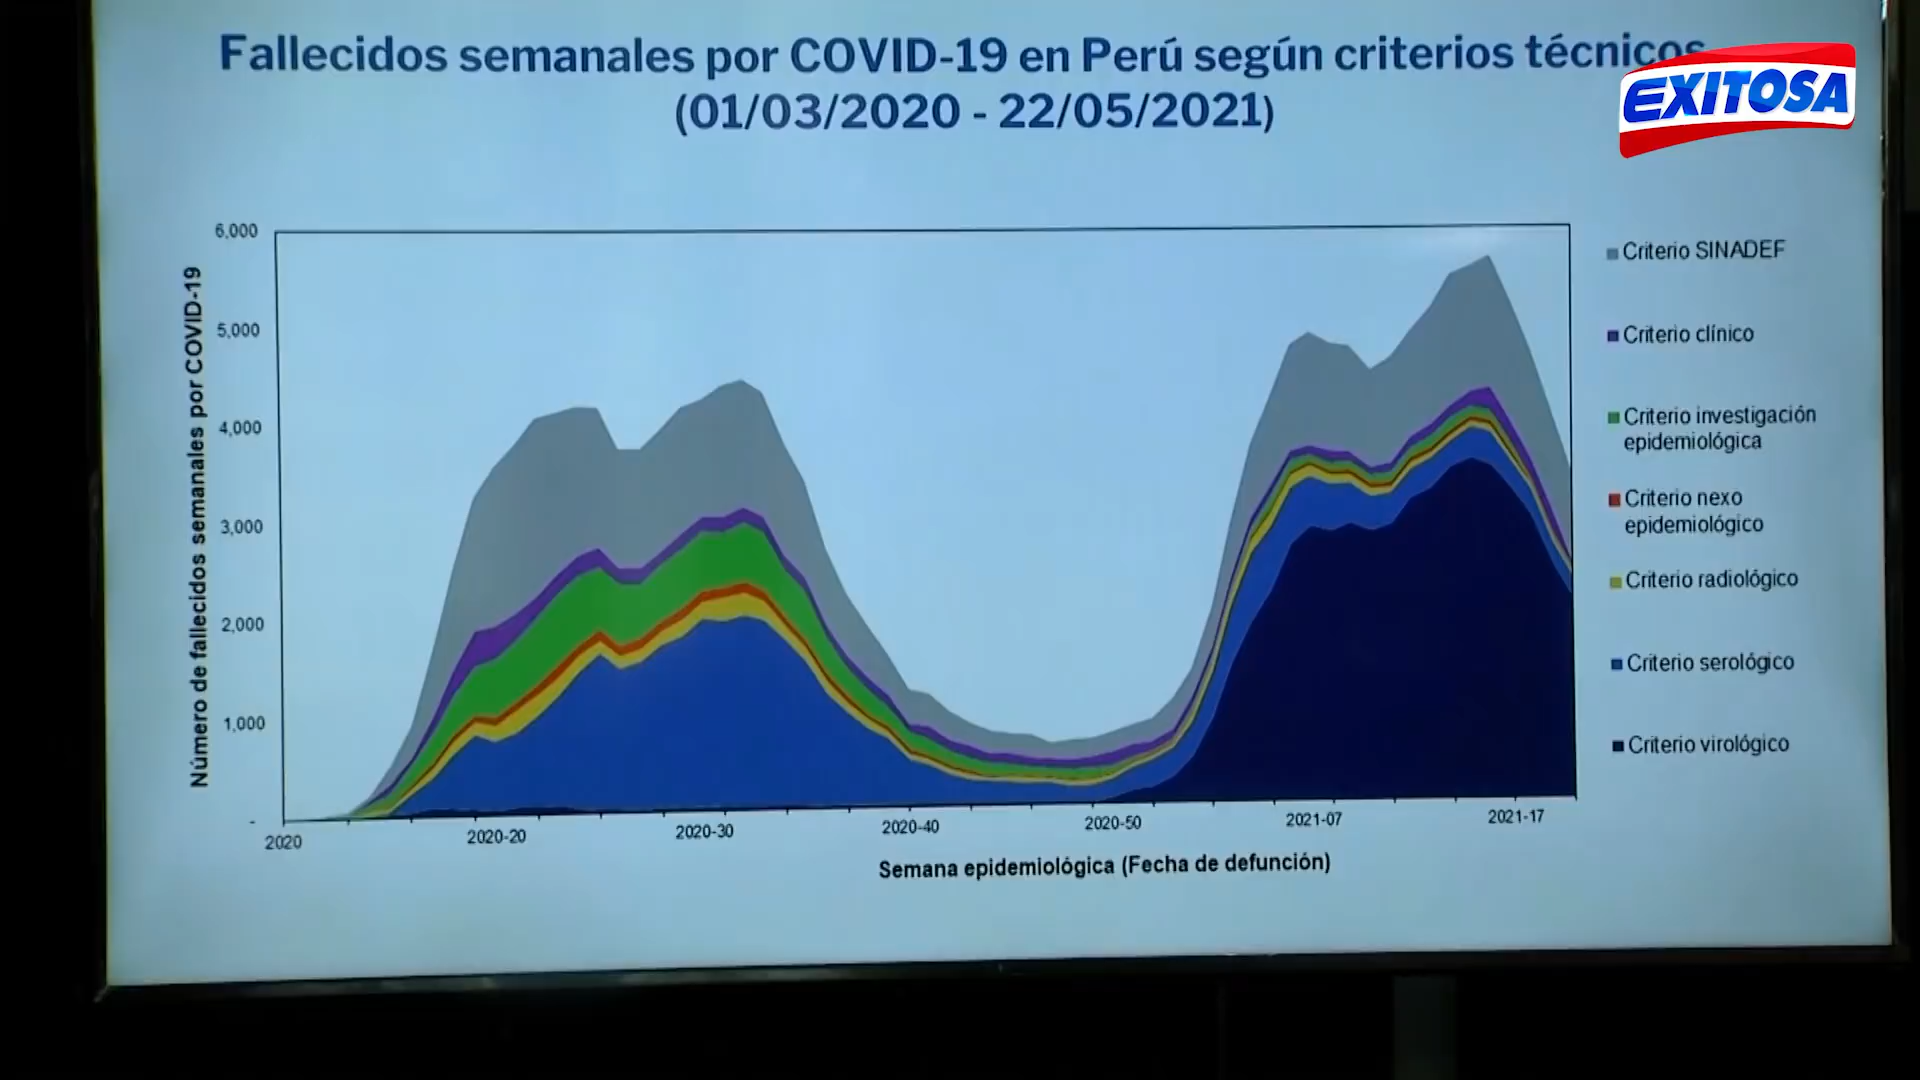 Fallecidos semanales por COVID-19 en Perú según criterios técnicos
(01/03/2020 - 22/05/2021)
EXITOSA
Número de fallecidos semanales por COVID-19
6,000
5,000
4,000
3,000
2,000
1,000
-
2020
2020-20
2020-30
2020-40
2020-50
2021-07
2021-17
Semana epidemiológica (Fecha de defunción)
Criterio SINADEF
Criterio clínico
Criterio investigación
epidemiológica
Criterio nexo
epidemiológico
Criterio radiológico
Criterio serológico
Criterio virológico